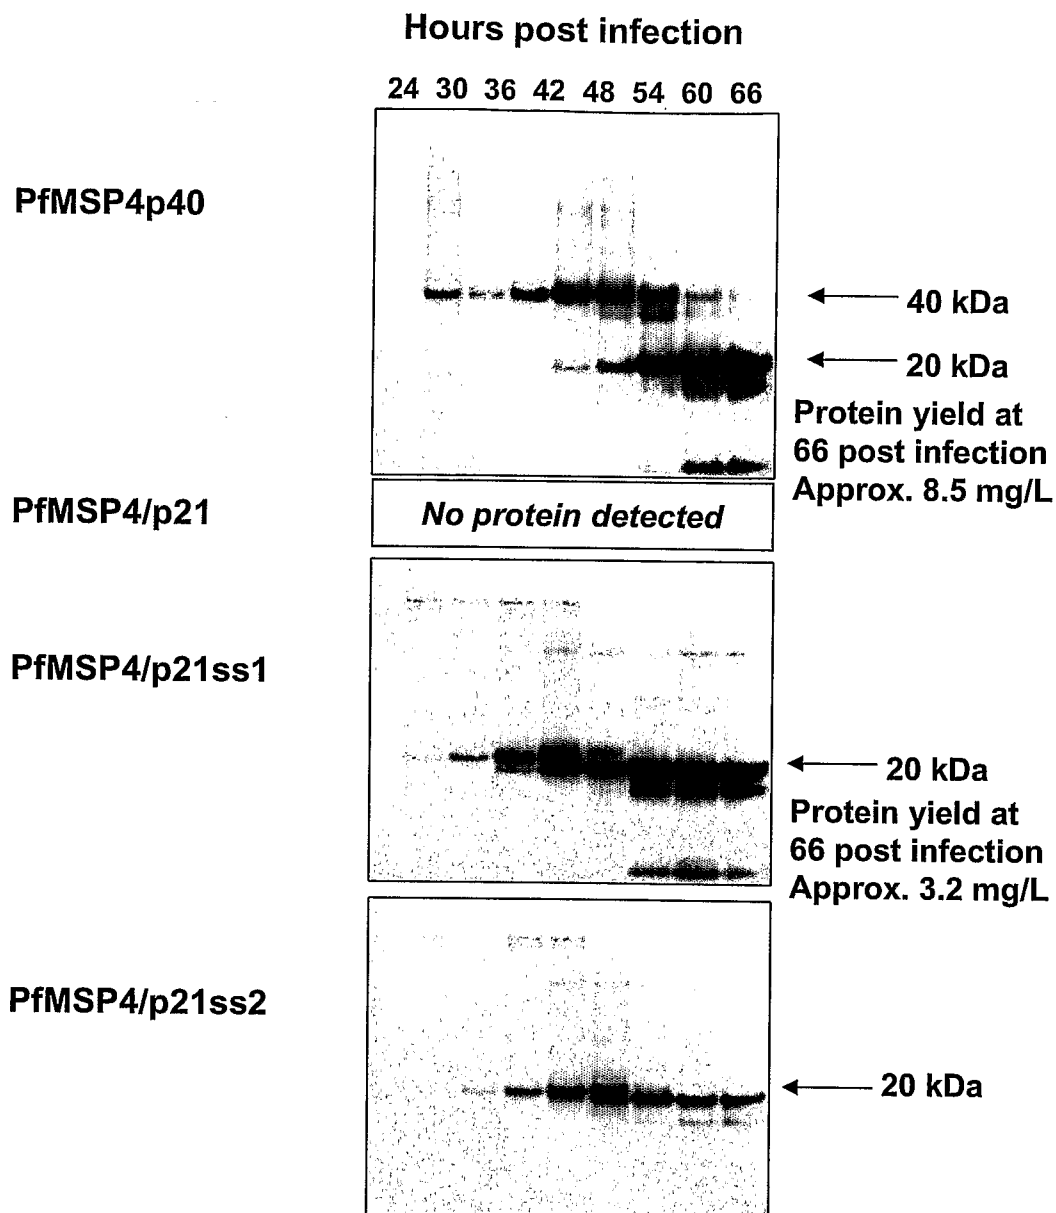 Hours post infection
24 30 36 42 48 54 60 66
PfMSP4p40
40 kDa
20 kDa
Protein yield at
66 post infection
Approx. 8.5 mg/L
PfMSP4/p21
No protein detected
PfMSP4/p21ss1
20 kDa
Protein yield at
66 post infection
Approx. 3.2 mg/L
PfMSP4/p21ss2
20 kDa